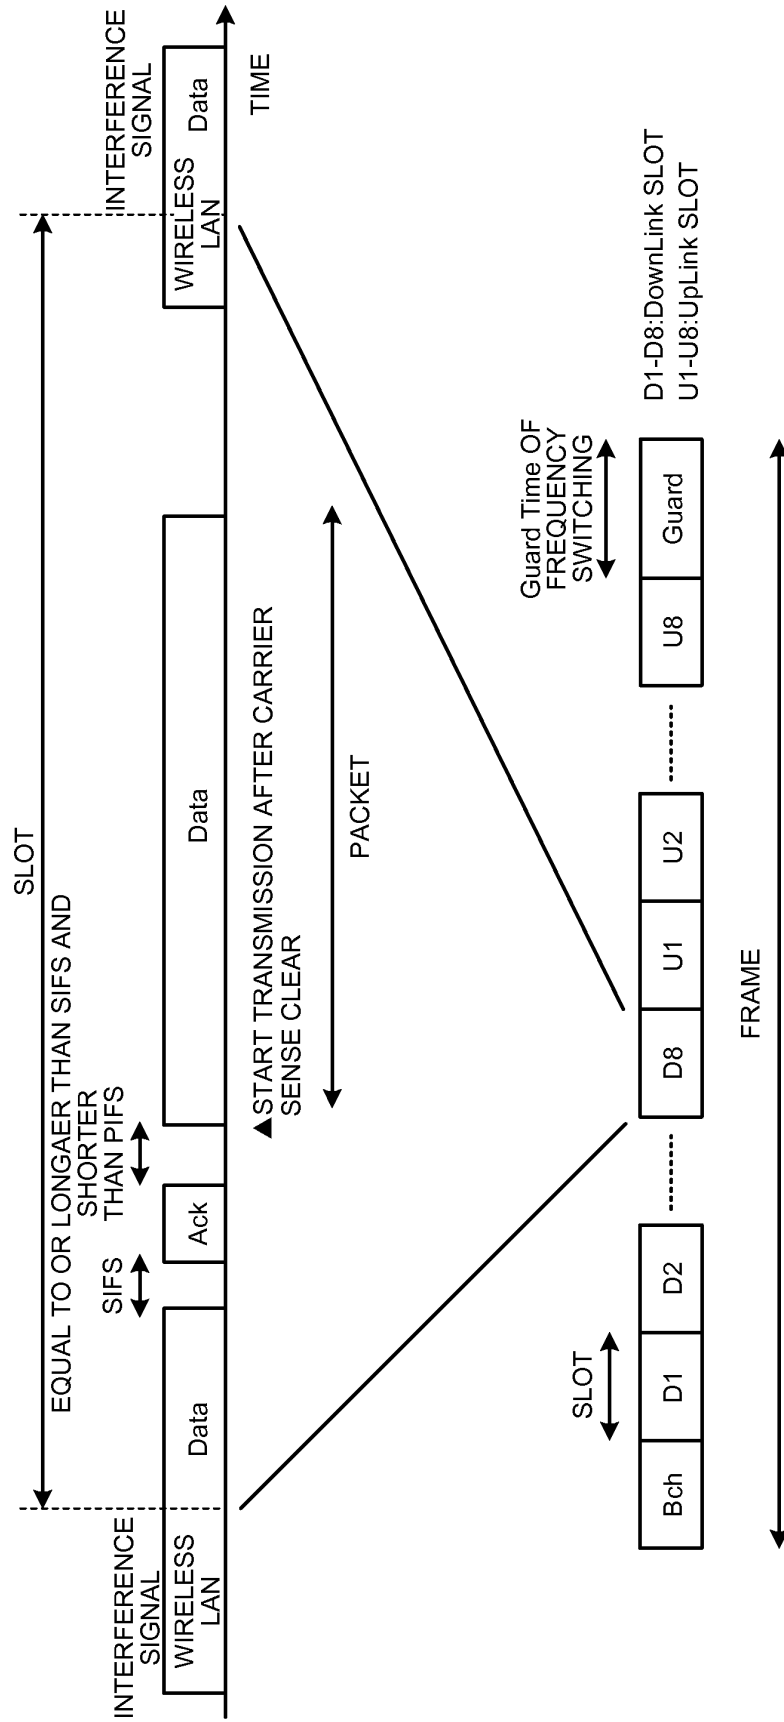 SLOT
EQUAL TO OR LONGAER THAN SIFS AND
SHORTER
THAN PIFS
SIFS
INTERFERENCE
SIGNAL
INTERFERENCE
SIGNAL
WIRELESS
LAN
Data
Ack
Data
WIRELESS
LAN
Data
TIME
START TRANSMISSION AFTER CARRIER
SENSE CLEAR
PACKET
Guard Time OF
FREQUENCY
SWITCHING
SLOT
Bch
D1
D2
D8
U1
U2
U8
Guard
D1-D8:DownLink SLOT
U1-U8:UpLink SLOT
FRAME